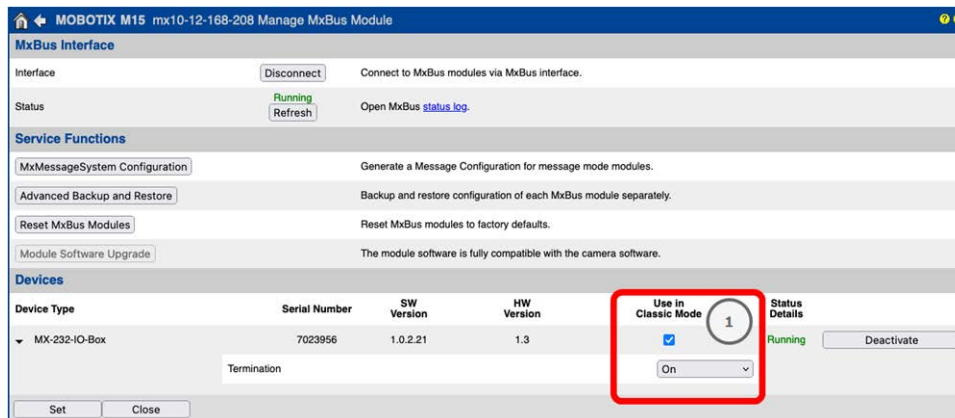 MOBOTIX M15 mx10-12-168-208 Manage MxBus Module
MxBus Interface
Interface Disconnect Connect to MxBus modules via MxBus interface.
Status Running Refresh Open MxBus status log.
Service Functions
MxMessageSystem Configuration Generate a Message Configuration for message mode modules.
Advanced Backup and Restore Backup and restore configuration of each MxBus module separately.
Reset MxBus Modules Reset MxBus modules to factory defaults.
Module Software Upgrade The module software is fully compatible with the camera software.
Devices
Device Type Serial Number SW Version HW Version Use in Classic Mode 1 Status Details
MX-232-IO-Box 7023956 1.0.2.21 1.3 Running Deactivate
Termination On
Set Close